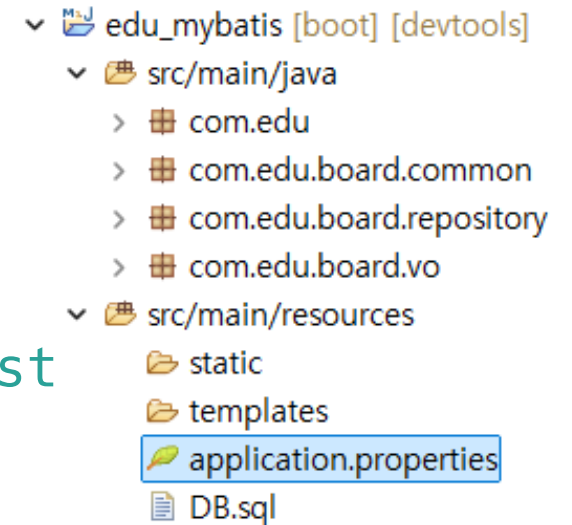 edu_mybatis [boot] [devtools]
src/main/java
com.edu
com.edu.board.common
com.edu.board.repository
com.edu.board.vo
src/main/resources
st
static
templates
application.properties
DB.sql